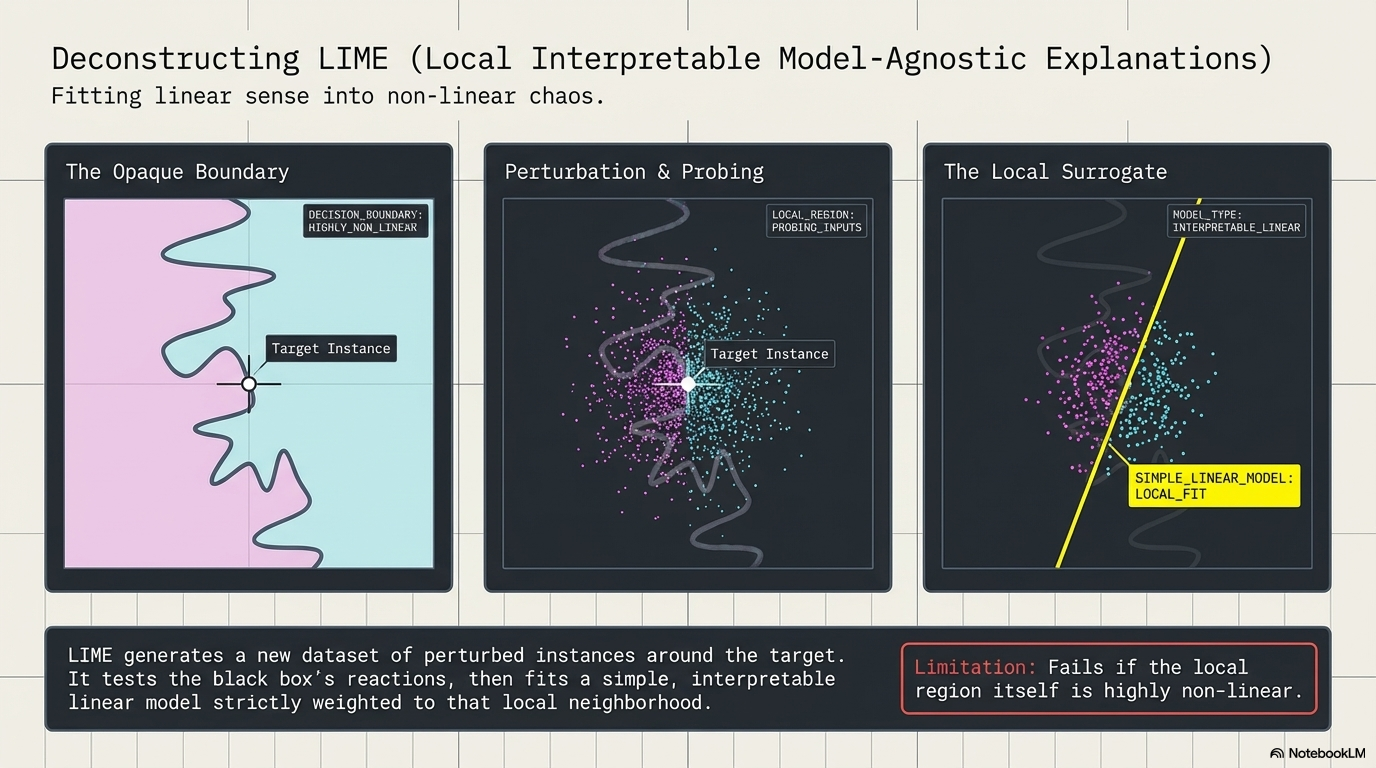 Deconstructing LIME (Local Interpretable Model-Agnostic Explanations)
Fitting linear sense into non-linear chaos.
The Opaque Boundary
DECISION_BOUNDARY:
HIGHLY_NON_LINEAR
Target Instance
Perturbation & Probing
LOCAL_REGION:
PROBING_INPUTS
Target Instance
The Local Surrogate
MODEL_TYPE:
INTERPRETABLE_LINEAR
SIMPLE_LINEAR_MODEL:
LOCAL_FIT
LIME generates a new dataset of perturbed instances around the target.
It tests the black box's reactions, then fits a simple, interpretable
linear model strictly weighted to that local neighborhood.
Limitation: Fails if the local
region itself is highly non-linear.
NotebookLM